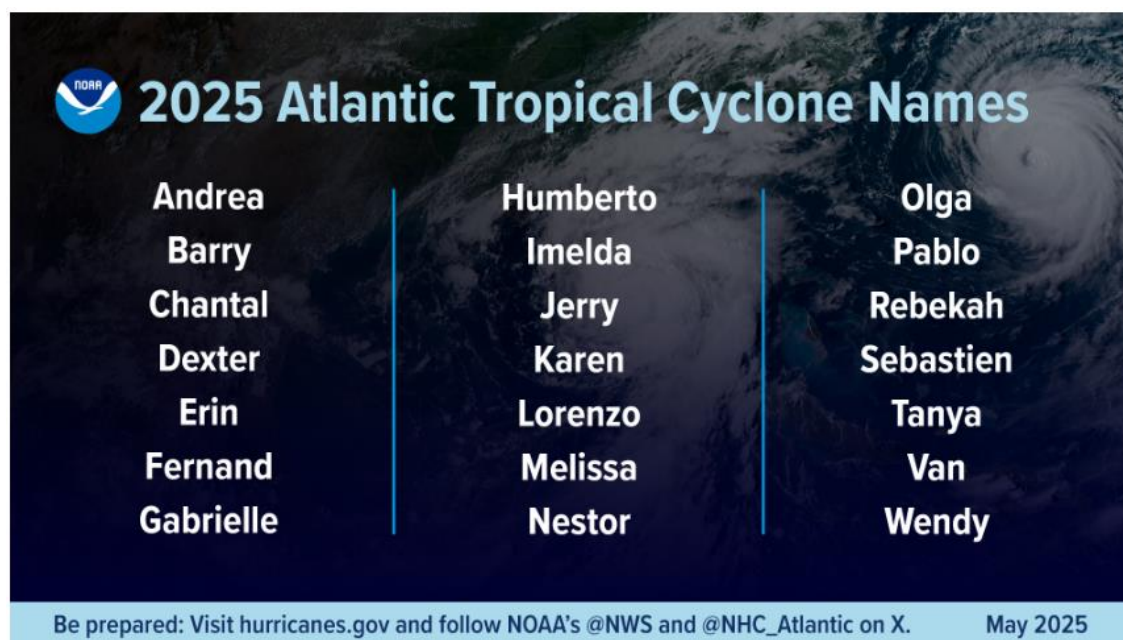 NOAA
2025 Atlantic Tropical Cyclone Names
Andrea
Barry
Chantal
Dexter
Erin
Fernand
Gabrielle
Humberto
Imelda
Jerry
Karen
Lorenzo
Melissa
Nestor
Olga
Pablo
Rebekah
Sebastien
Tanya
Van
Wendy
Be prepared: Visit hurricanes.gov and follow NOAA's @NWS and @NHC_Atlantic on X. May 2025